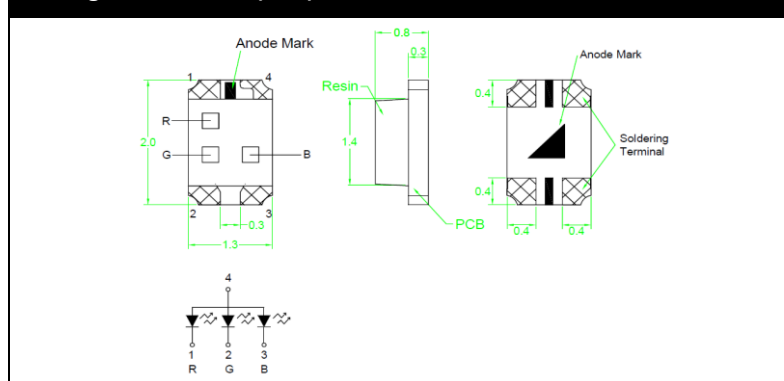 Anode Mark
1
4
R
G
B
2.0
2
3
0.3
1.3
0.8
0.3
Resin
1.4
PCB
Anode Mark
0.4
Soldering
Terminal
0.4
0.4
0.4
4
1 2 3
R G B